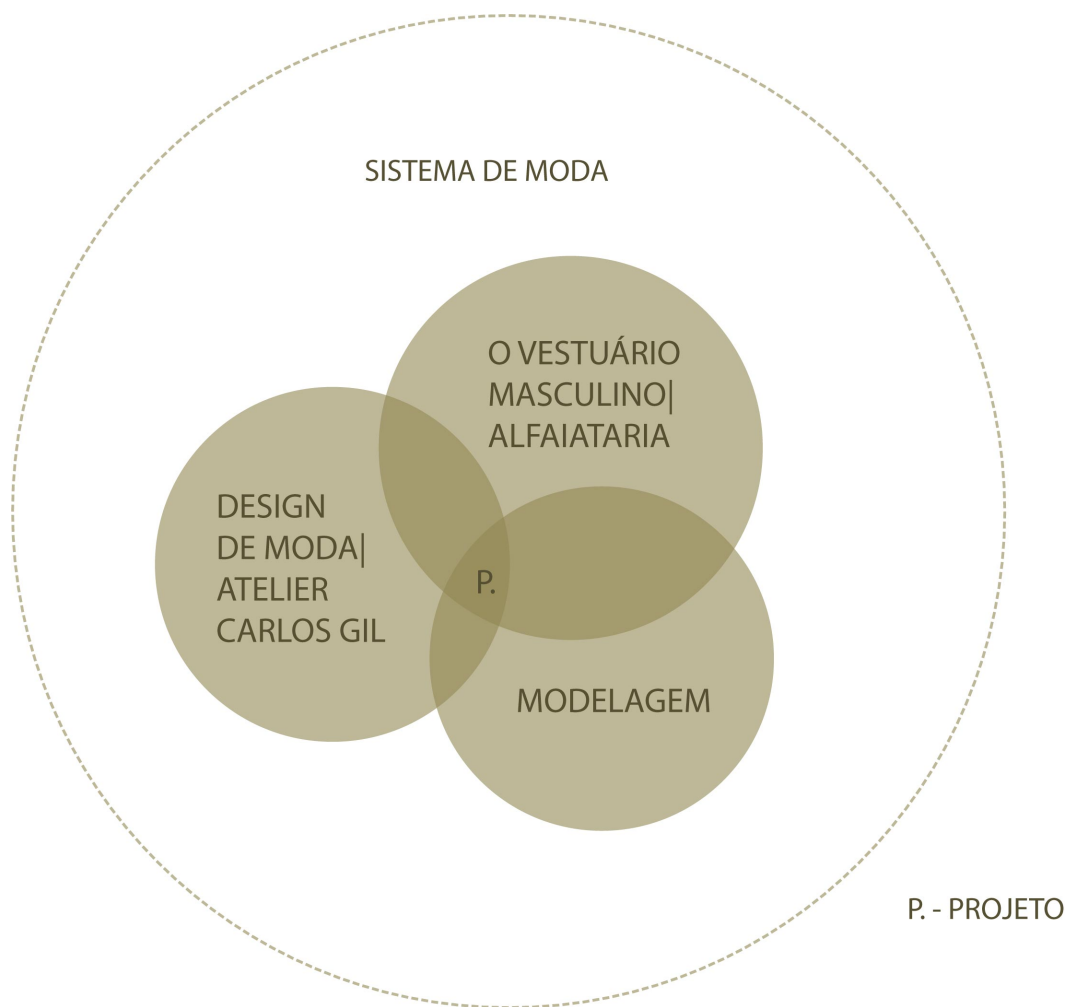 SISTEMA DE MODA
O VESTUÁRIO
MASCULINO|
ALFAIATARIA
DESIGN
DE MODA|
ATELIER
CARLOS GIL
P.
MODELAGEM
P. - PROJETO